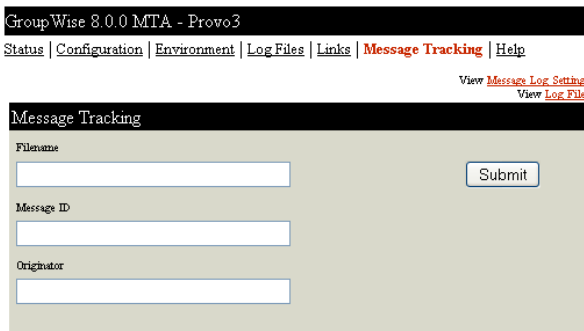 GroupWise 8.0.0 MTA - Provo3
Status | Configuration | Environment | Log Files | Links | Message Tracking | Help
View Message Log Setting
View Log File
Message Tracking
Filename
Submit
Message ID
Originator